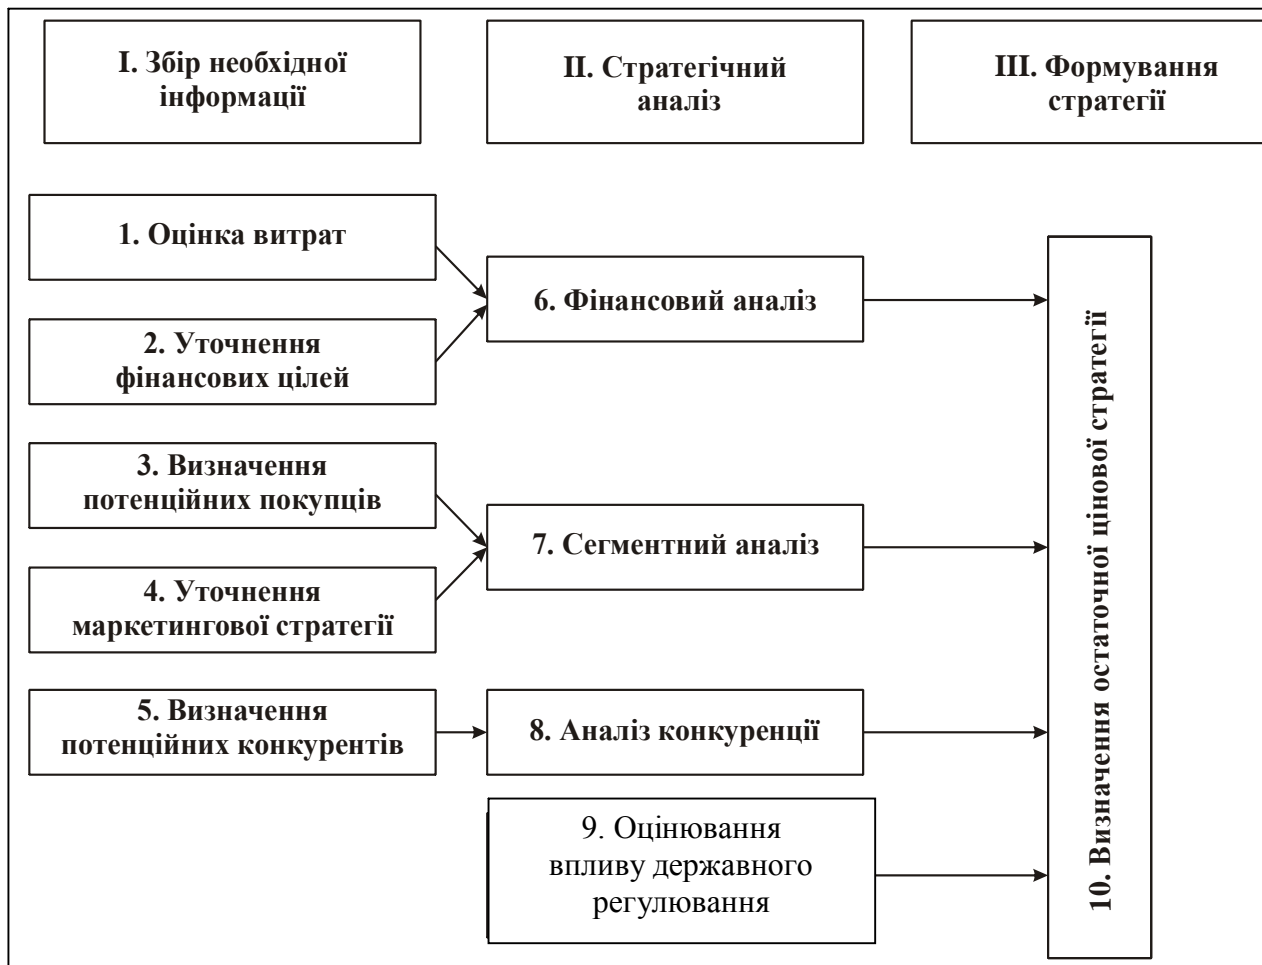 I. Збір необхідної
інформації
II. Стратегічний
аналіз
III. Формування
стратегії
1. Оцінка витрат
2. Уточнення
фінансових цілей
3. Визначення
потенційних покупців
4. Уточнення
маркетингової стратегії
5. Визначення
потенційних конкурентів
6. Фінансовий аналіз
7. Сегментний аналіз
8. Аналіз конкуренції
9. Оцінювання
впливу державного
регулювання
10. Визначення остаточної цінової стратегії